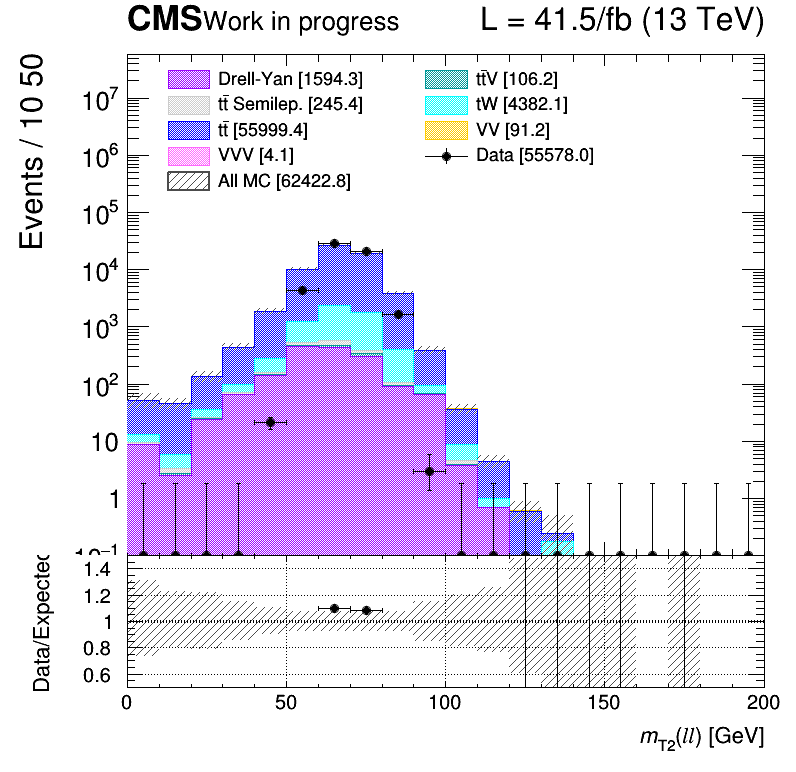 CMS Work in progress L = 41.5/fb (13 TeV)
Events / 10 50
Drell-Yan [1594.3]
tt̄ Semilep. [245.4]
tt̄ [55999.4]
VVV [4.1]
All MC [62422.8]
tt̄V [106.2]
tW [4382.1]
VV [91.2]
Data [55578.0]
10⁷
10⁶
10⁵
10⁴
10³
10²
10
1
10⁻¹
Data/Expected
1.4
1.2
1
0.8
0.6
0 50 100 150 200
m_T2(ll) [GeV]